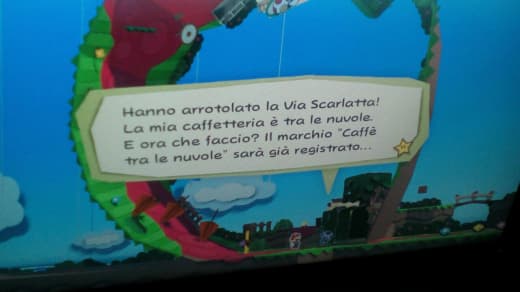 Hanno arrotolato la Via Scarlatta!
La mia caffetteria è tra le nuvole.
E ora che faccio? Il marchio "Caffè
tra le nuvole" sarà già registrato...